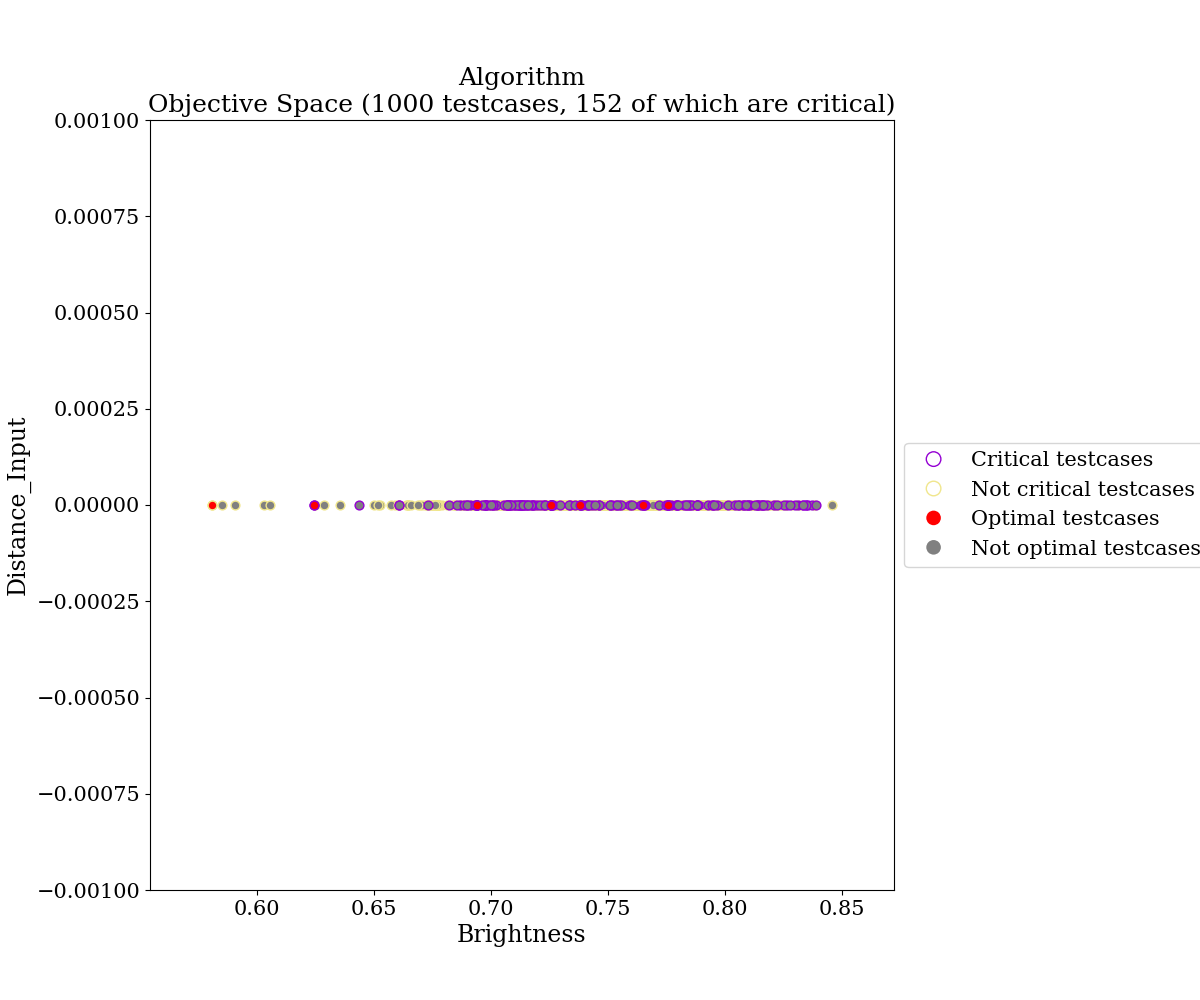 Algorithm
Objective Space (1000 testcases, 152 of which are critical)
0.00100
0.00075
0.00050
0.00025
0.00000
−0.00025
−0.00050
−0.00075
−0.00100
Distance_Input
0.60 0.65 0.70 0.75 0.80 0.85
Brightness
Critical testcases
Not critical testcases
Optimal testcases
Not optimal testcases